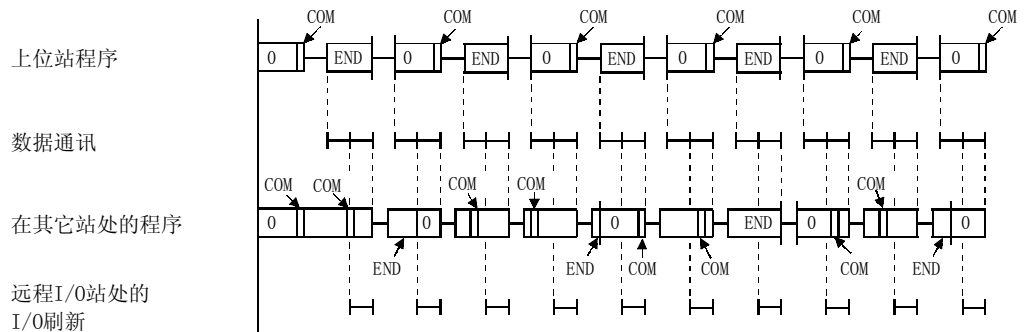 COM COM COM COM COM COM
上位站程序 0 END 0 END 0 END 0 END 0 END 0
数据通讯
COM COM COM COM COM
在其它站处的程序 0 0 0 END 0 0
END END COM COM COM END
远程I/O站处的
I/O刷新